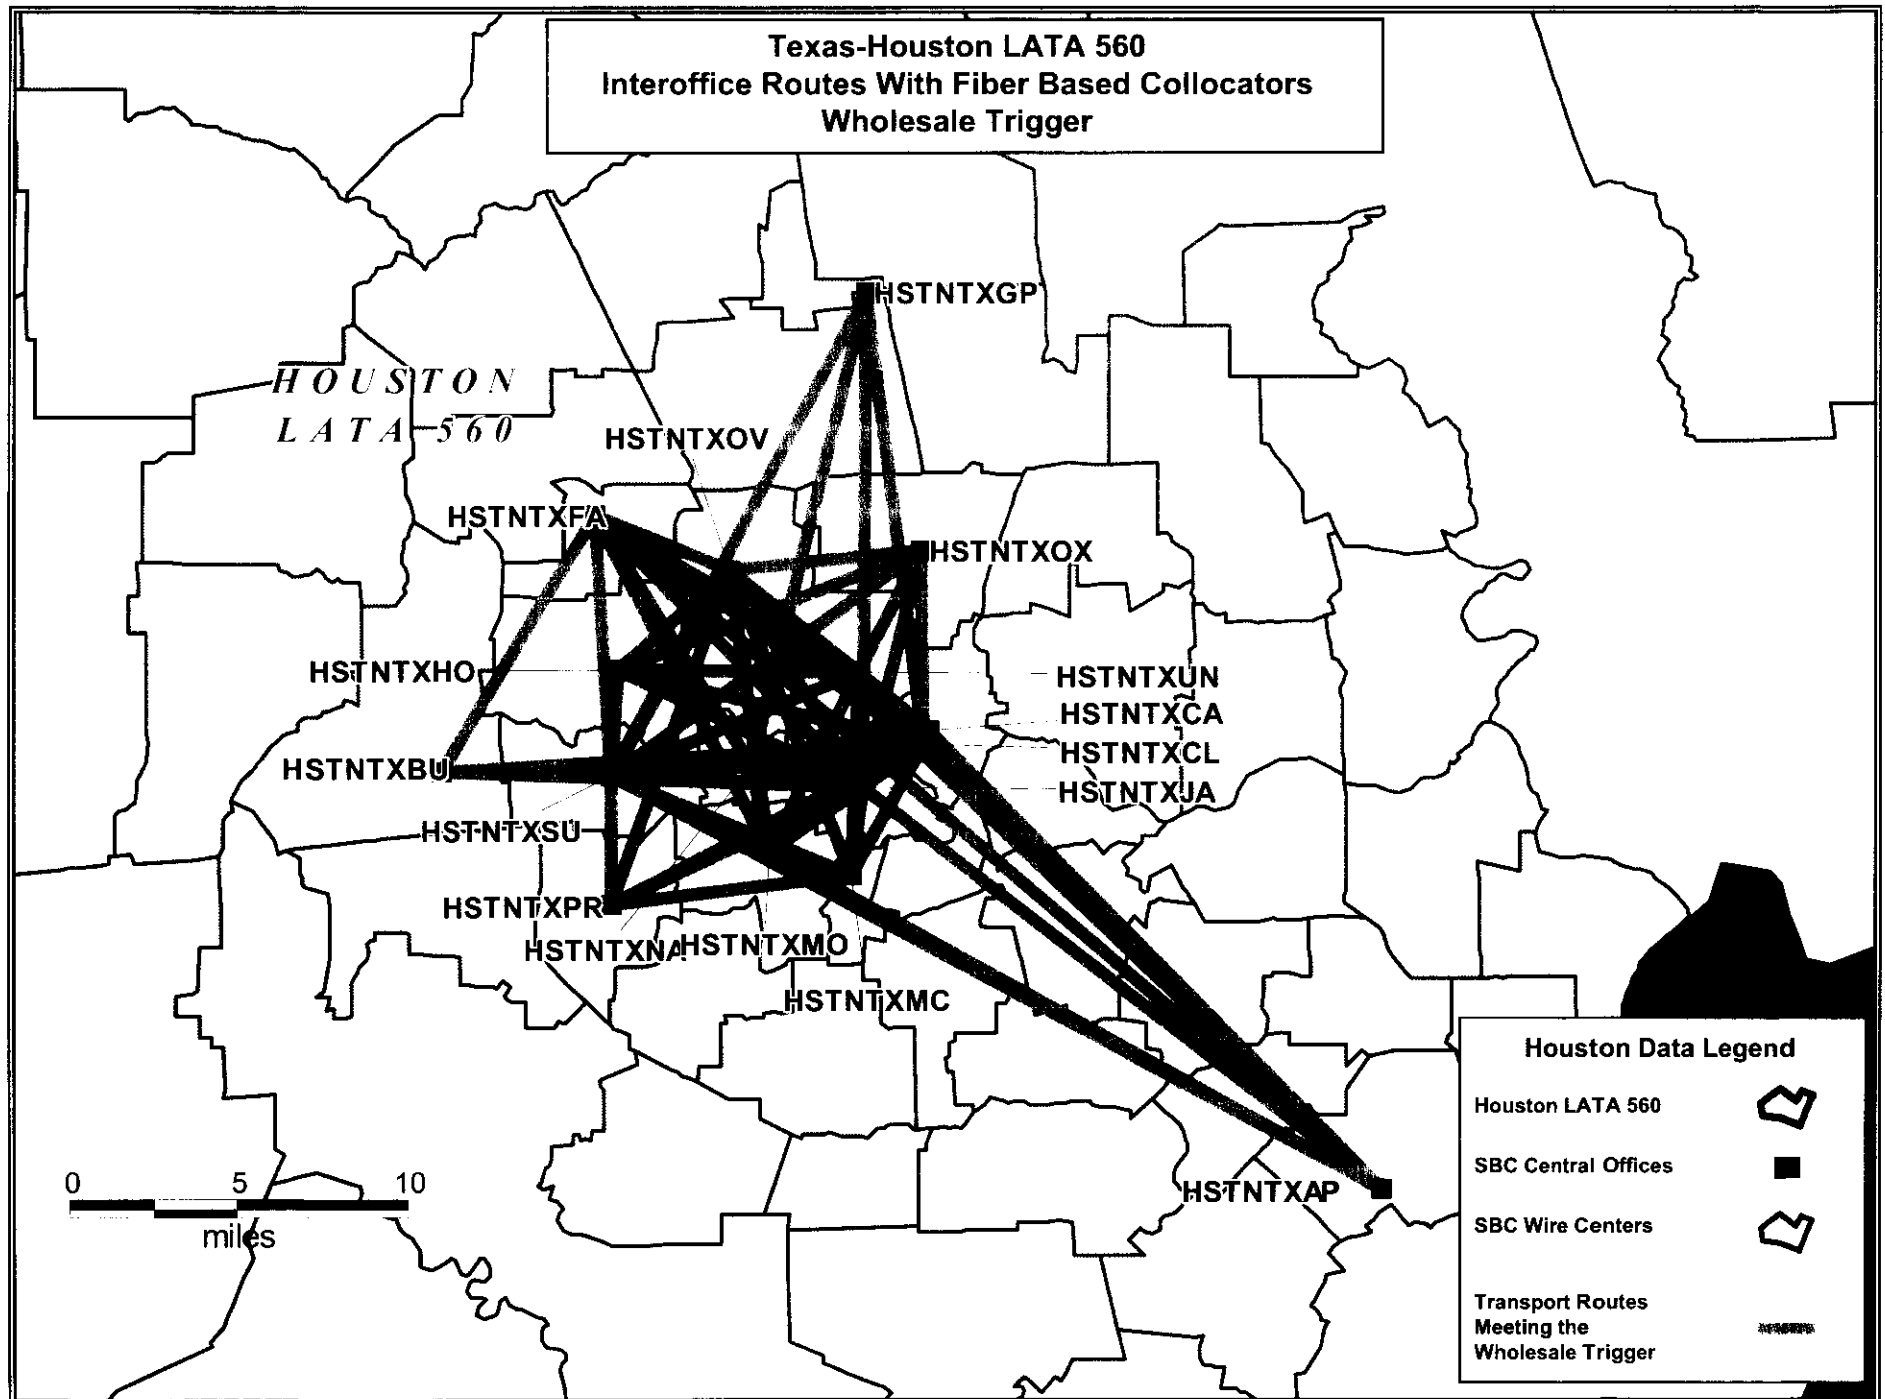 Texas-Houston LATA 560
Interoffice Routes With Fiber Based Collocators
Wholesale Trigger
HSTNTXGP
HOUSTON
LATA 560
HSTNTXOV
HSTNTXFA
HSTNTXOX
HSTNTXHO
HSTNTXUN
HSTNTXCA
HSTNTXCL
HSTNTXBU
HSTNTXJA
HSTNTXSU
HSTNTXPR
HSTNTXNA
HSTNTXMO
HSTNTXMC
HSTNTXAP
0 5 10
miles
Houston Data Legend
Houston LATA 560
SBC Central Offices
SBC Wire Centers
Transport Routes
Meeting the
Wholesale Trigger